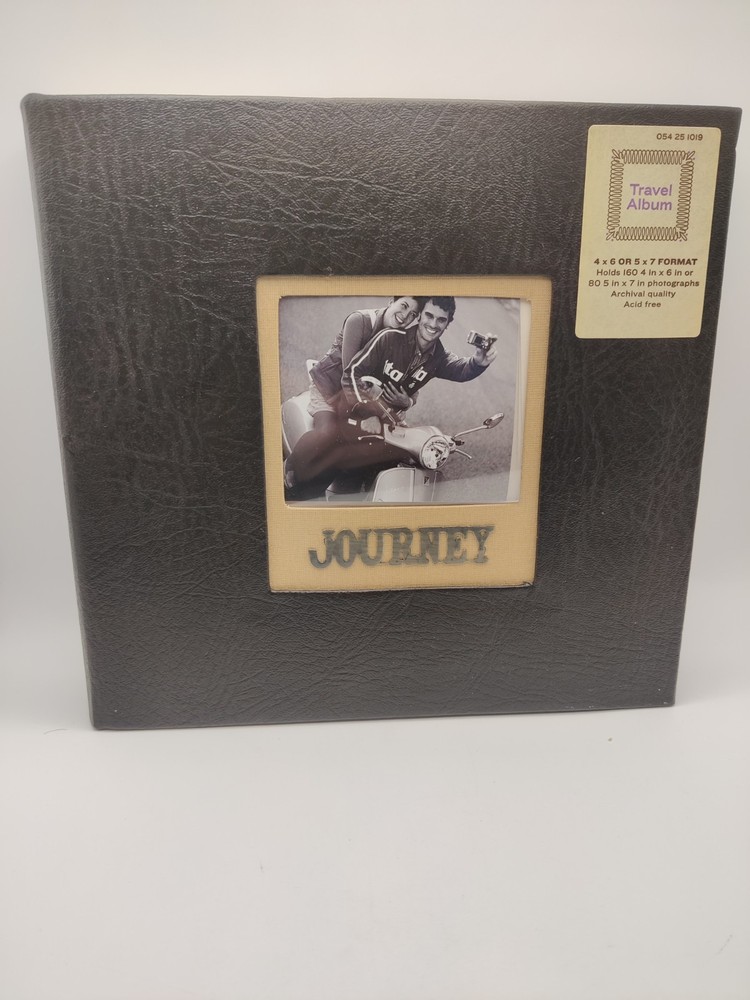 054 25 1019
Travel
Album
4 x 6 OR 5 x 7 FORMAT
Holds 160 4 in x 6 in or
80 5 in x 7 in photographs
Archival quality
Acid free
JOURNEY